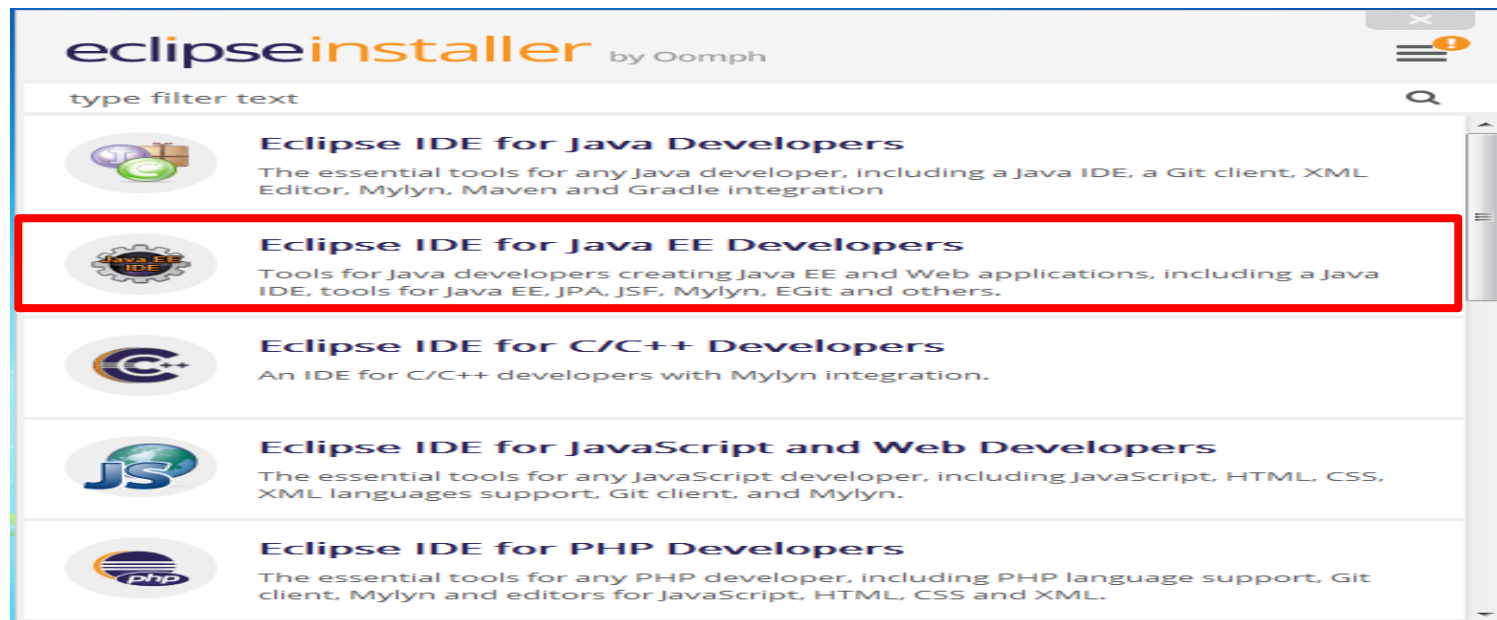 eclipseinstaller by Oomph
type filter text
Eclipse IDE for Java Developers
The essential tools for any Java developer, including a Java IDE, a Git client, XML
Editor, Mylyn, Maven and Gradle integration
Java EE
IDE
Eclipse IDE for Java EE Developers
Tools for Java developers creating Java EE and Web applications, including a Java
IDE, tools for Java EE, JPA, JSF, Mylyn, EGit and others.
C++
Eclipse IDE for C/C++ Developers
An IDE for C/C++ developers with Mylyn integration.
JS
Eclipse IDE for JavaScript and Web Developers
The essential tools for any JavaScript developer, including JavaScript, HTML, CSS,
XML languages support, Git client, and Mylyn.
php
Eclipse IDE for PHP Developers
The essential tools for any PHP developer, including PHP language support, Git
client, Mylyn and editors for JavaScript, HTML, CSS and XML.